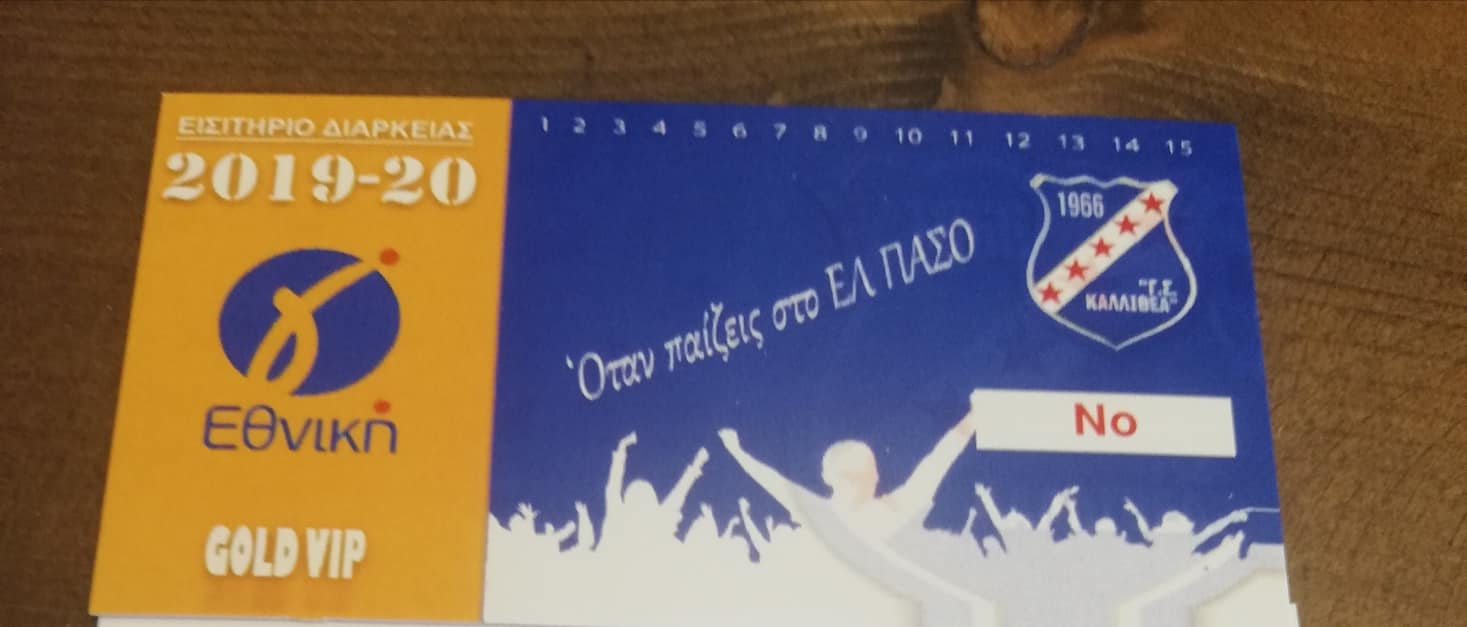 ΕΙΣΙΤΗΡΙΟ ΔΙΑΡΚΕΙΑΣ
2019-20
Εθνική
GOLD VIP
1 2 3 4 5 6 7 8 9 10 11 12 13 14 15
Όταν παίζεις στο ΕΛ ΠΑΣΟ
1966
"Γ.Σ
ΚΑΛΛΙΘΕΑ"
Νο